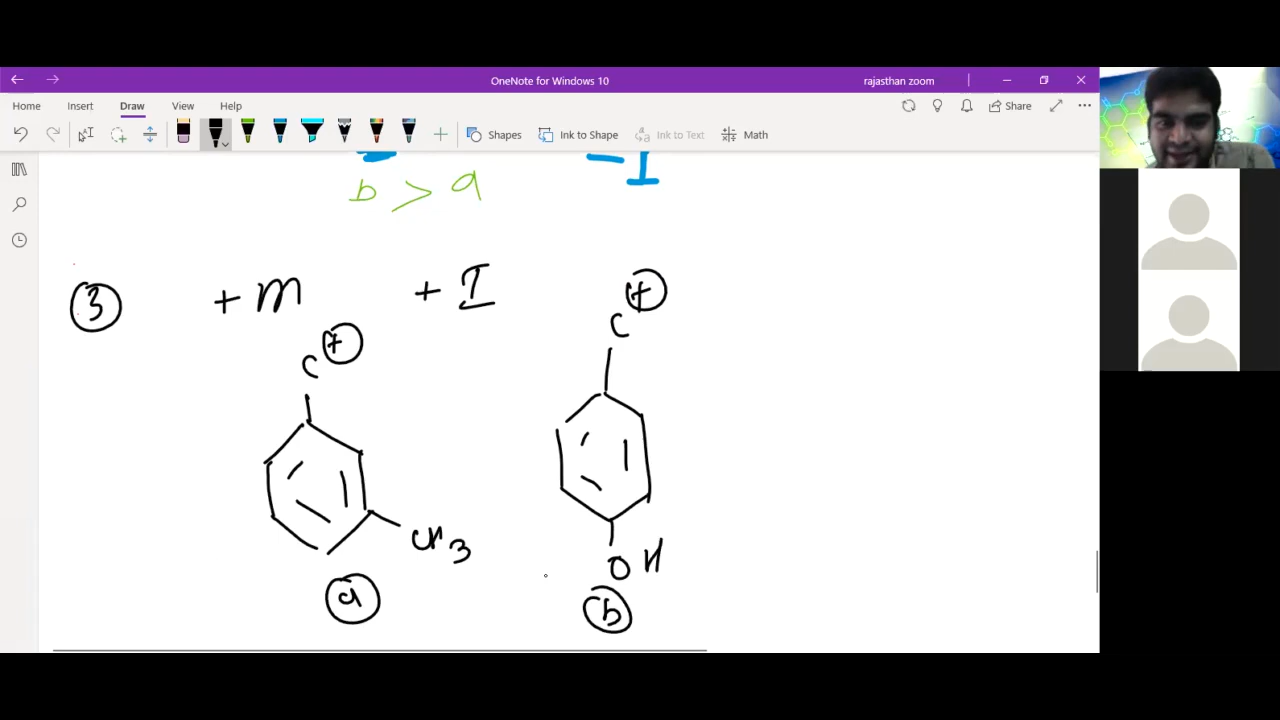 OneNote for Windows 10
rajasthan zoom
Home Insert Draw View Help
Share
Shapes Ink to Shape Ink to Text Math
b > a
- I
3 + m + I
C +
C +
CH3
OH
a
b